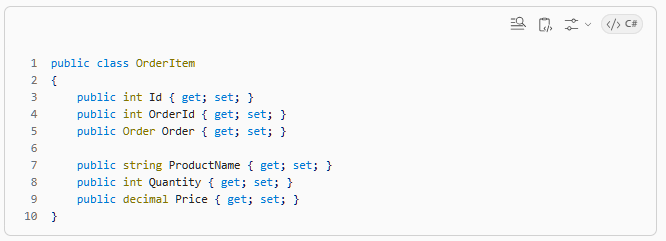 </> C#
1 public class OrderItem
2 {
3     public int Id { get; set; }
4     public int OrderId { get; set; }
5     public Order Order { get; set; }
6
7     public string ProductName { get; set; }
8     public int Quantity { get; set; }
9     public decimal Price { get; set; }
10 }